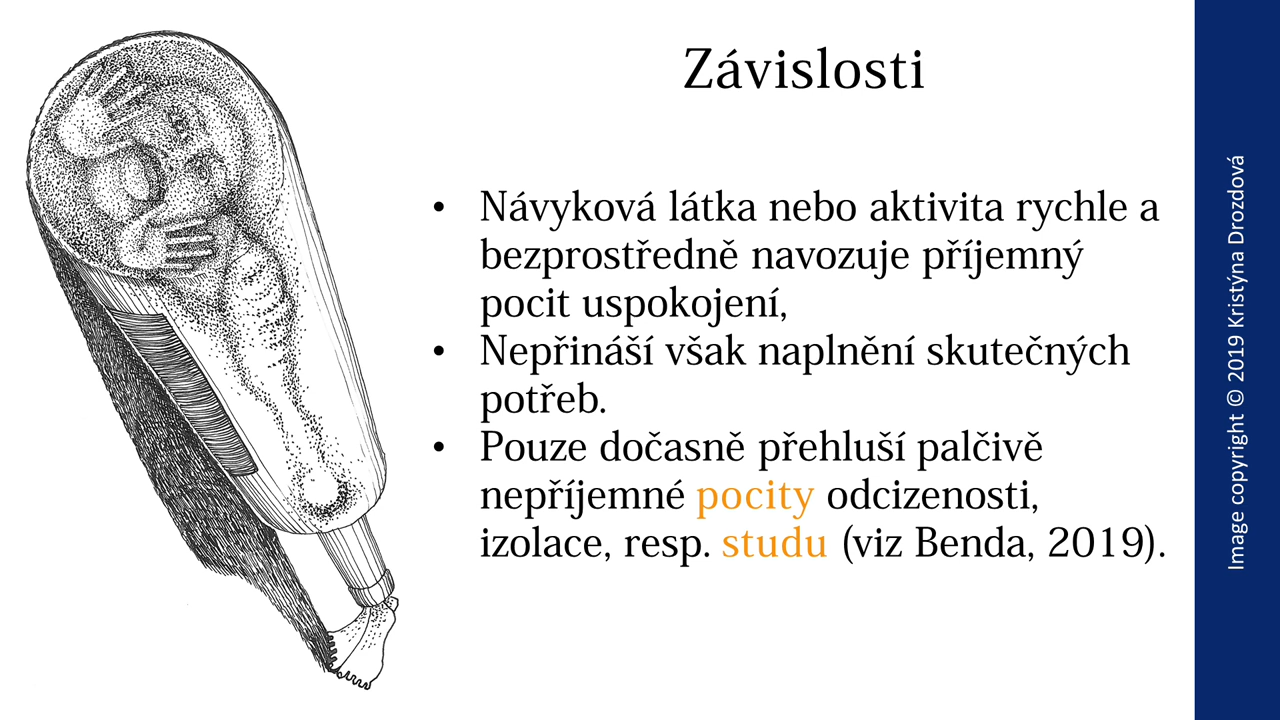 Závislosti
• Návyková látka nebo aktivita rychle a
bezprostředně navozuje příjemný
pocit uspokojení,
• Nepřináší však naplnění skutečných
potřeb.
• Pouze dočasně přehluší palčivě
nepříjemné pocity odcizenosti,
izolace, resp. studu (viz Benda, 2019).
Image copyright © 2019 Kristýna Drozdová